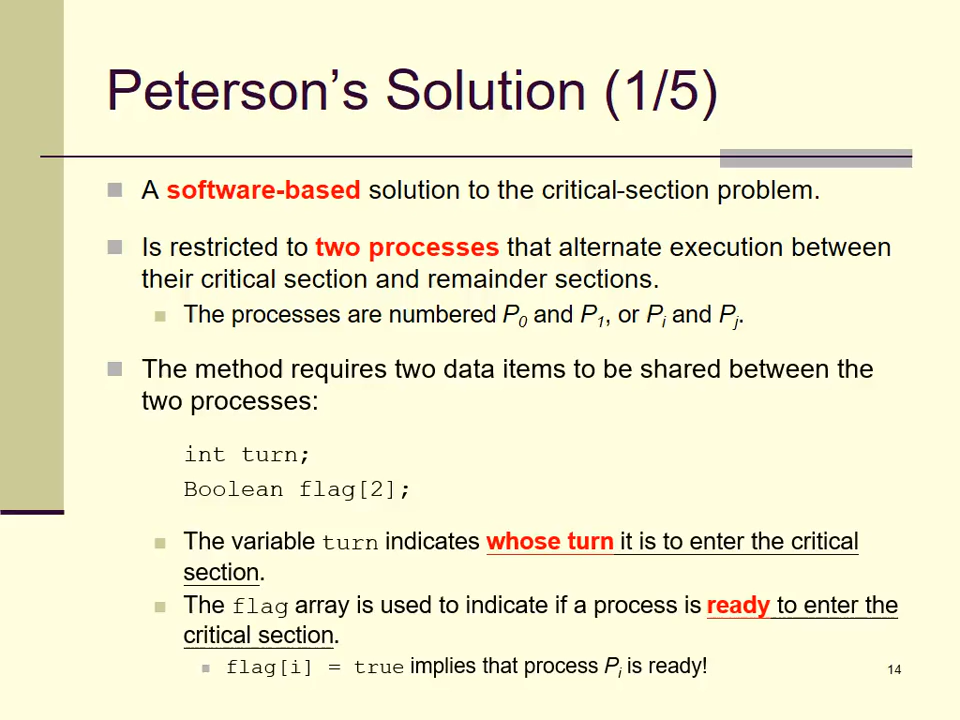 Peterson’s Solution (1/5)
A software-based solution to the critical-section problem.
Is restricted to two processes that alternate execution between
their critical section and remainder sections.
The processes are numbered P0 and P1, or Pi and Pj.
The method requires two data items to be shared between the
two processes:
int turn;
Boolean flag[2];
The variable turn indicates whose turn it is to enter the critical
section.
The flag array is used to indicate if a process is ready to enter the
critical section.
flag[i] = true implies that process Pi is ready!
14